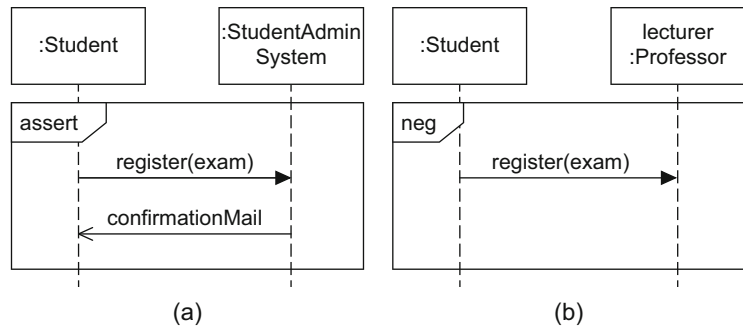 :Student
:StudentAdmin
System
assert
register(exam)
confirmationMail
(a)
:Student
lecturer
:Professor
neg
register(exam)
(b)